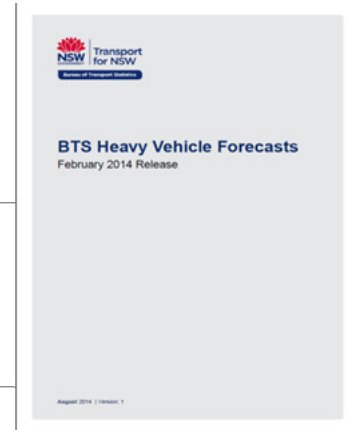 NSW
GOVERNMENT
Transport
for NSW
Bureau of Transport Statistics
BTS Heavy Vehicle Forecasts
February 2014 Release
August 2014 | Version: 1